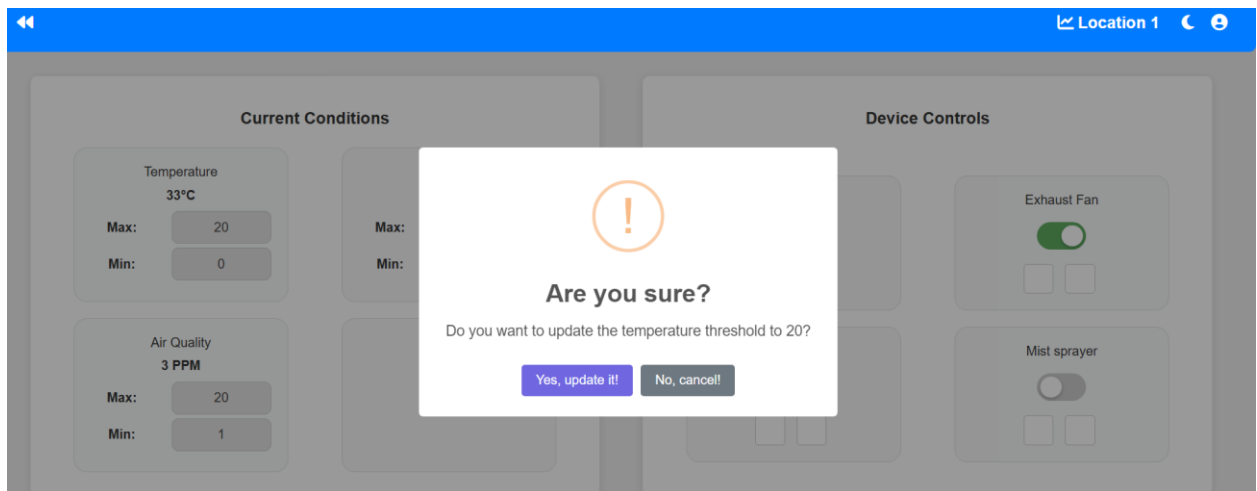 Location 1
Current Conditions
Temperature
33°C
Max: 20
Min: 0
Max:
Min:
Air Quality
3 PPM
Max: 20
Min: 1
Device Controls
Exhaust Fan
Mist sprayer
!
Are you sure?
Do you want to update the temperature threshold to 20?
Yes, update it! No, cancel!